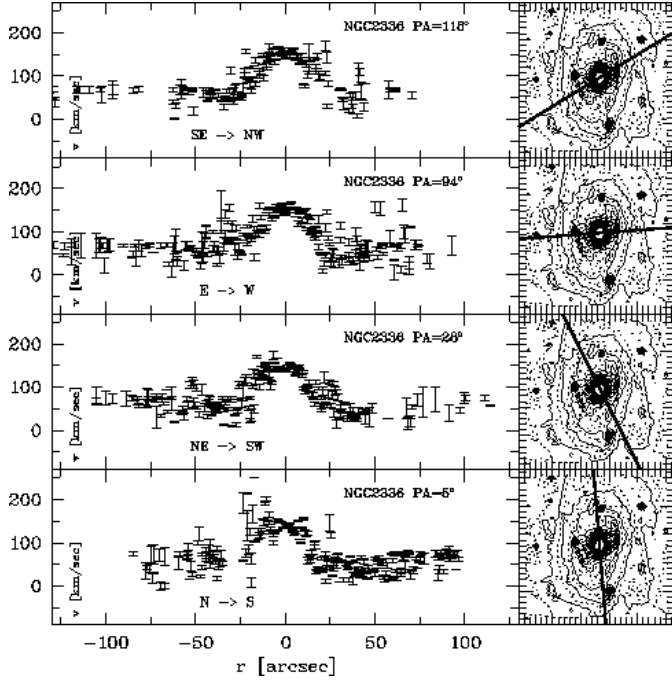 NGC2336 PA=118°
200
100
0
v [km/sec]
SE -> NW
NGC2336 PA=94°
200
100
0
v [km/sec]
E -> W
NGC2336 PA=28°
200
100
0
v [km/sec]
NE -> SW
NGC2336 PA=5°
200
100
0
v [km/sec]
N -> S
-100 -50 0 50 100
r [arcsec]